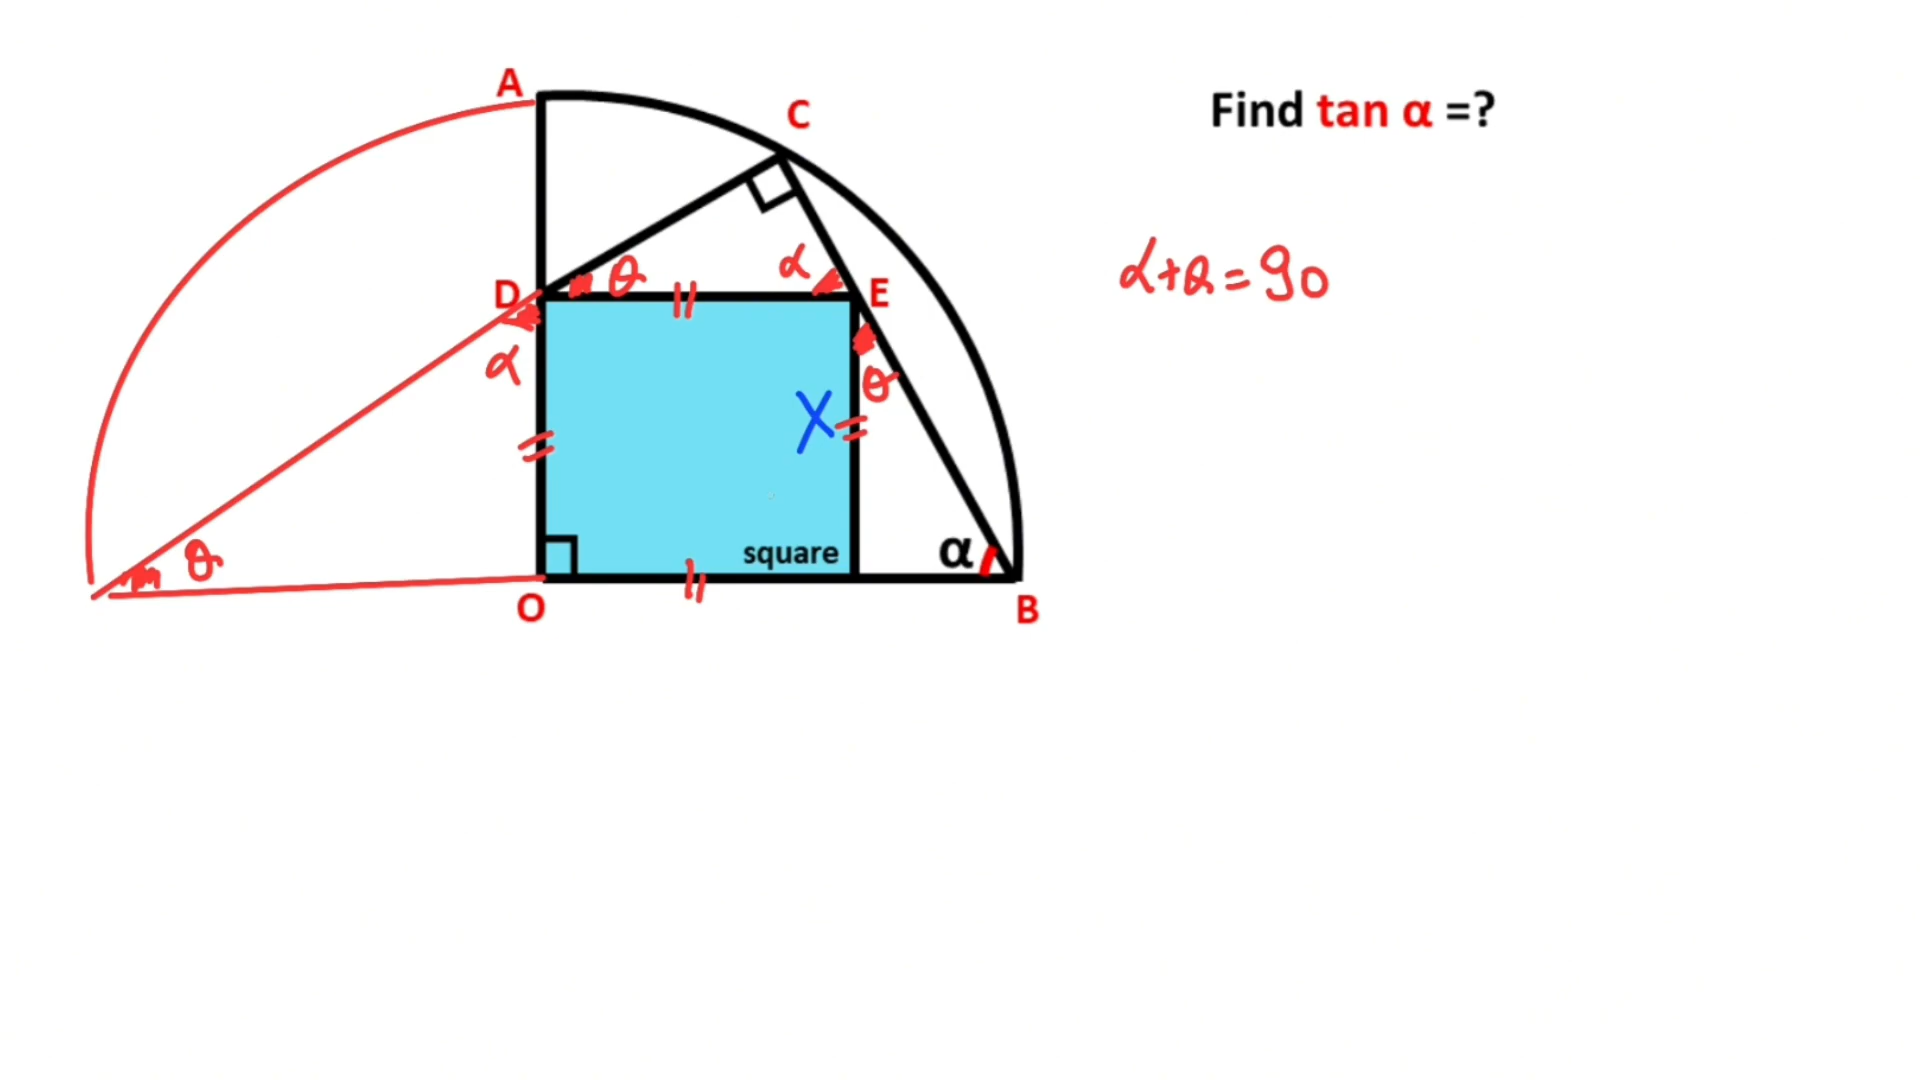 A
C
Find tan α =?
α
θ
D
E
α+θ=90
α
θ
X
θ
square
α
O
B